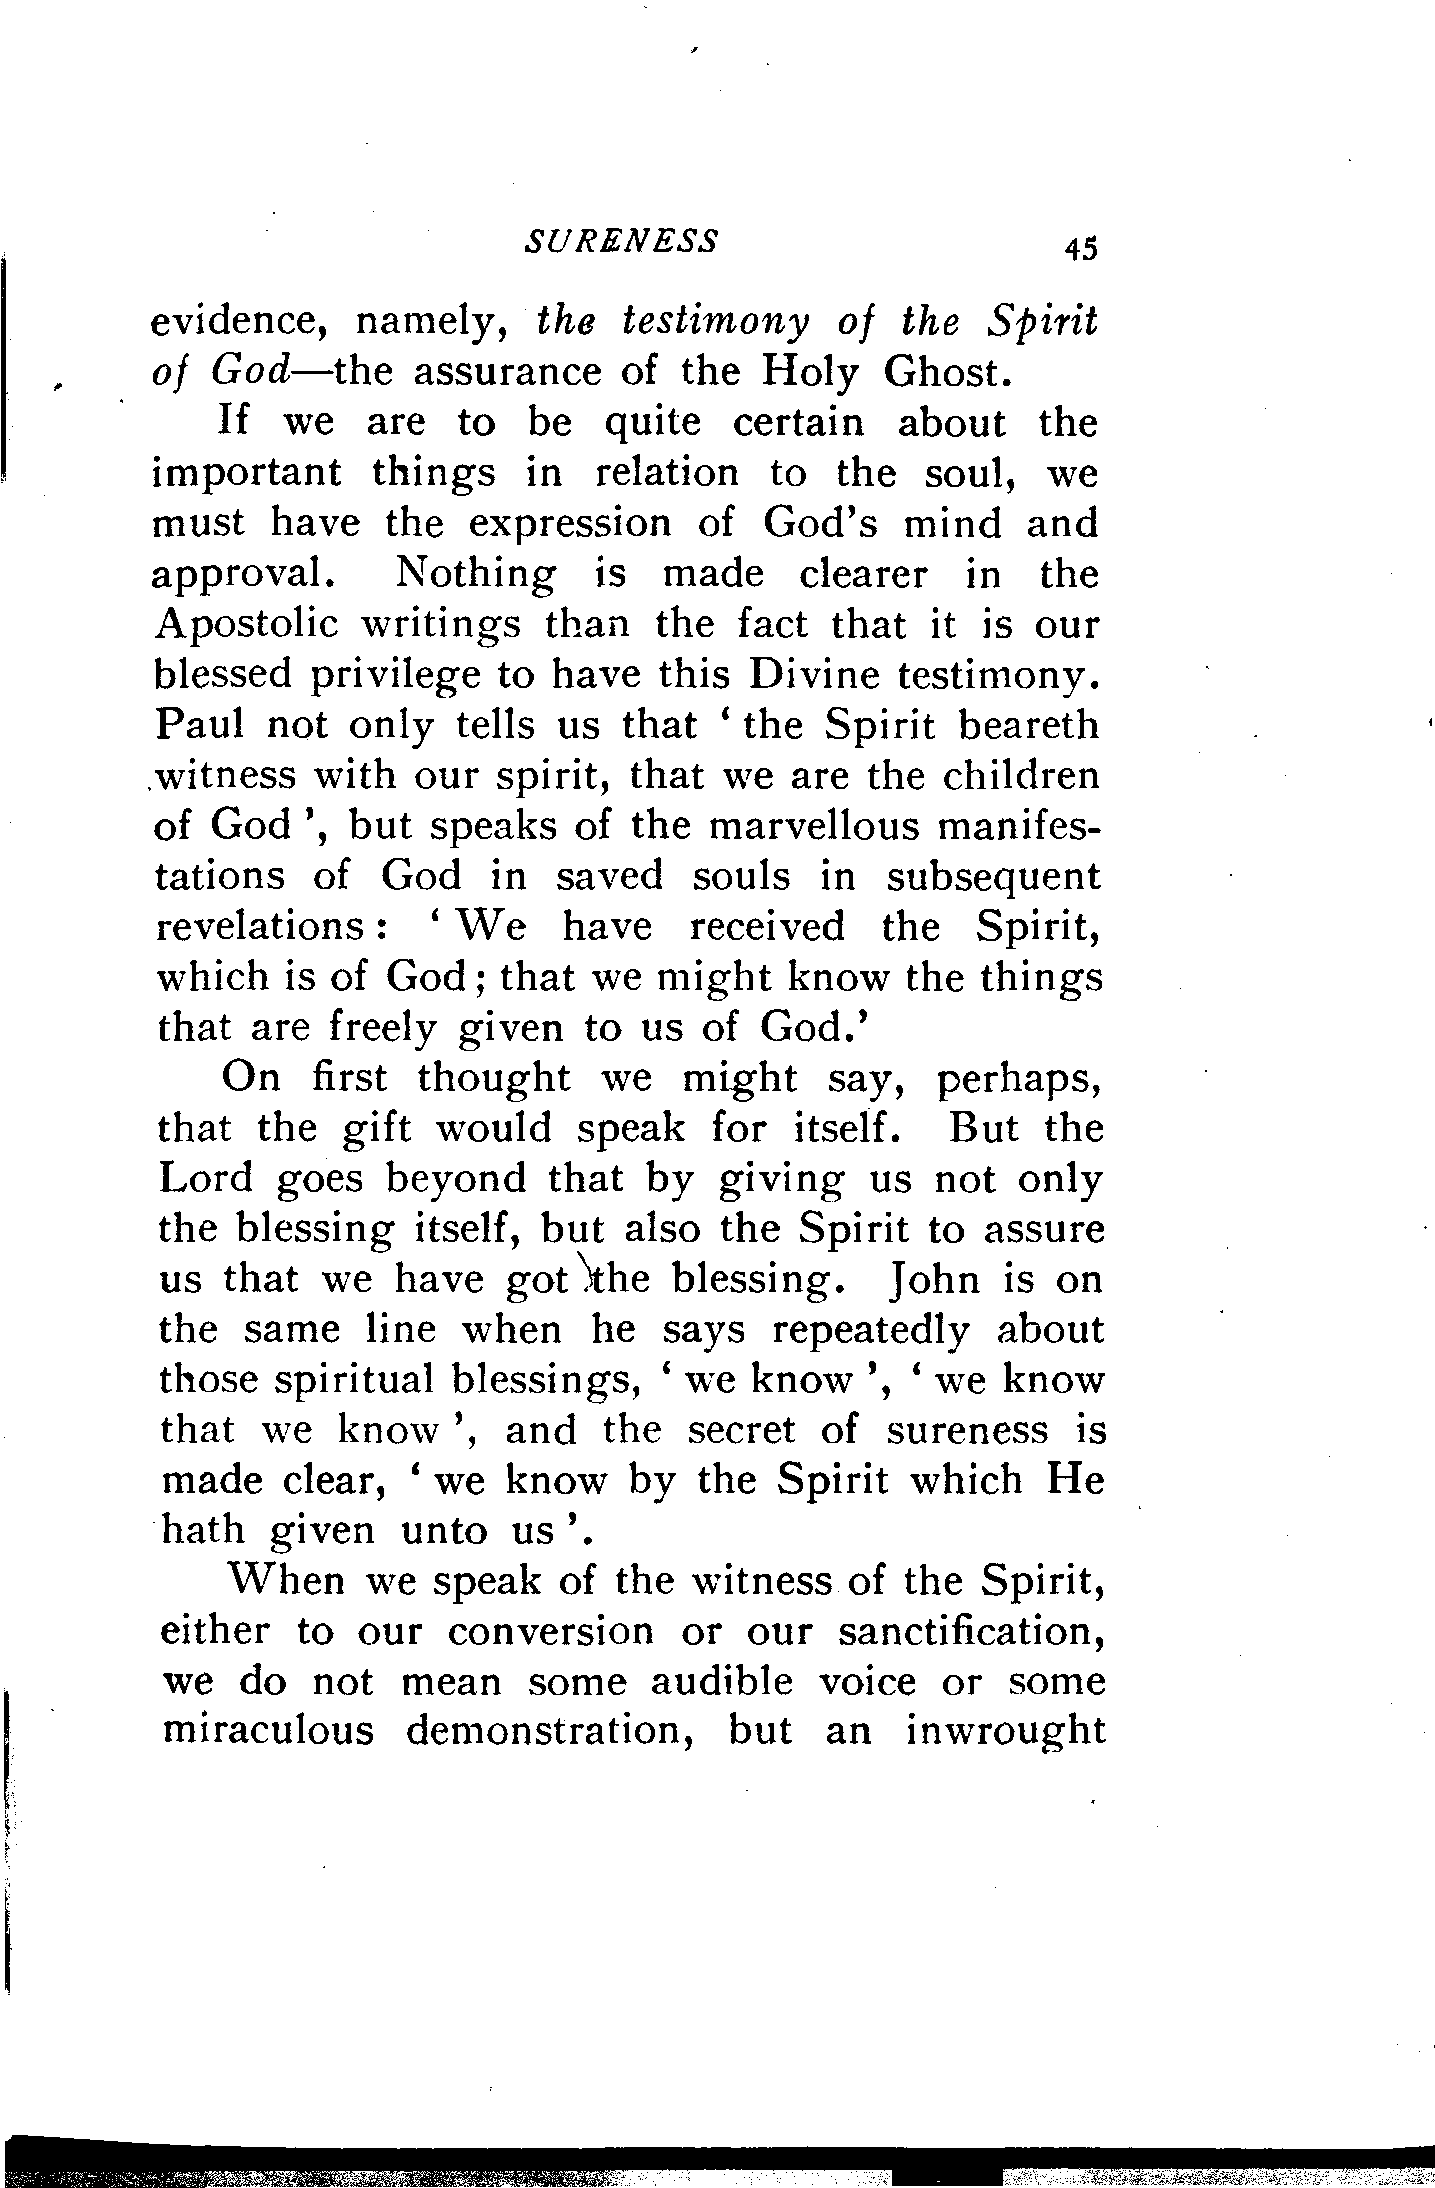 SURENESS 45
evidence, namely, the testimony of the Spirit
of God—the assurance of the Holy Ghost.
If we are to be quite certain about the
important things in relation to the soul, we
must have the expression of God's mind and
approval. Nothing is made clearer in the
Apostolic writings than the fact that it is our
blessed privilege to have this Divine testimony.
Paul not only tells us that ‘ the Spirit beareth
witness with our spirit, that we are the children
of God ’, but speaks of the marvellous manifes-
tations of God in saved souls in subsequent
revelations : ‘ We have received the Spirit,
which is of God ; that we might know the things
that are freely given to us of God.’
On first thought we might say, perhaps,
that the gift would speak for itself. But the
Lord goes beyond that by giving us not only
the blessing itself, but also the Spirit to assure
us that we have got the blessing. John is on
the same line when he says repeatedly about
those spiritual blessings, ‘ we know ’, ‘ we know
that we know ’, and the secret of sureness is
made clear, ‘ we know by the Spirit which He
hath given unto us ’.
When we speak of the witness of the Spirit,
either to our conversion or our sanctification,
we do not mean some audible voice or some
miraculous demonstration, but an inwrought